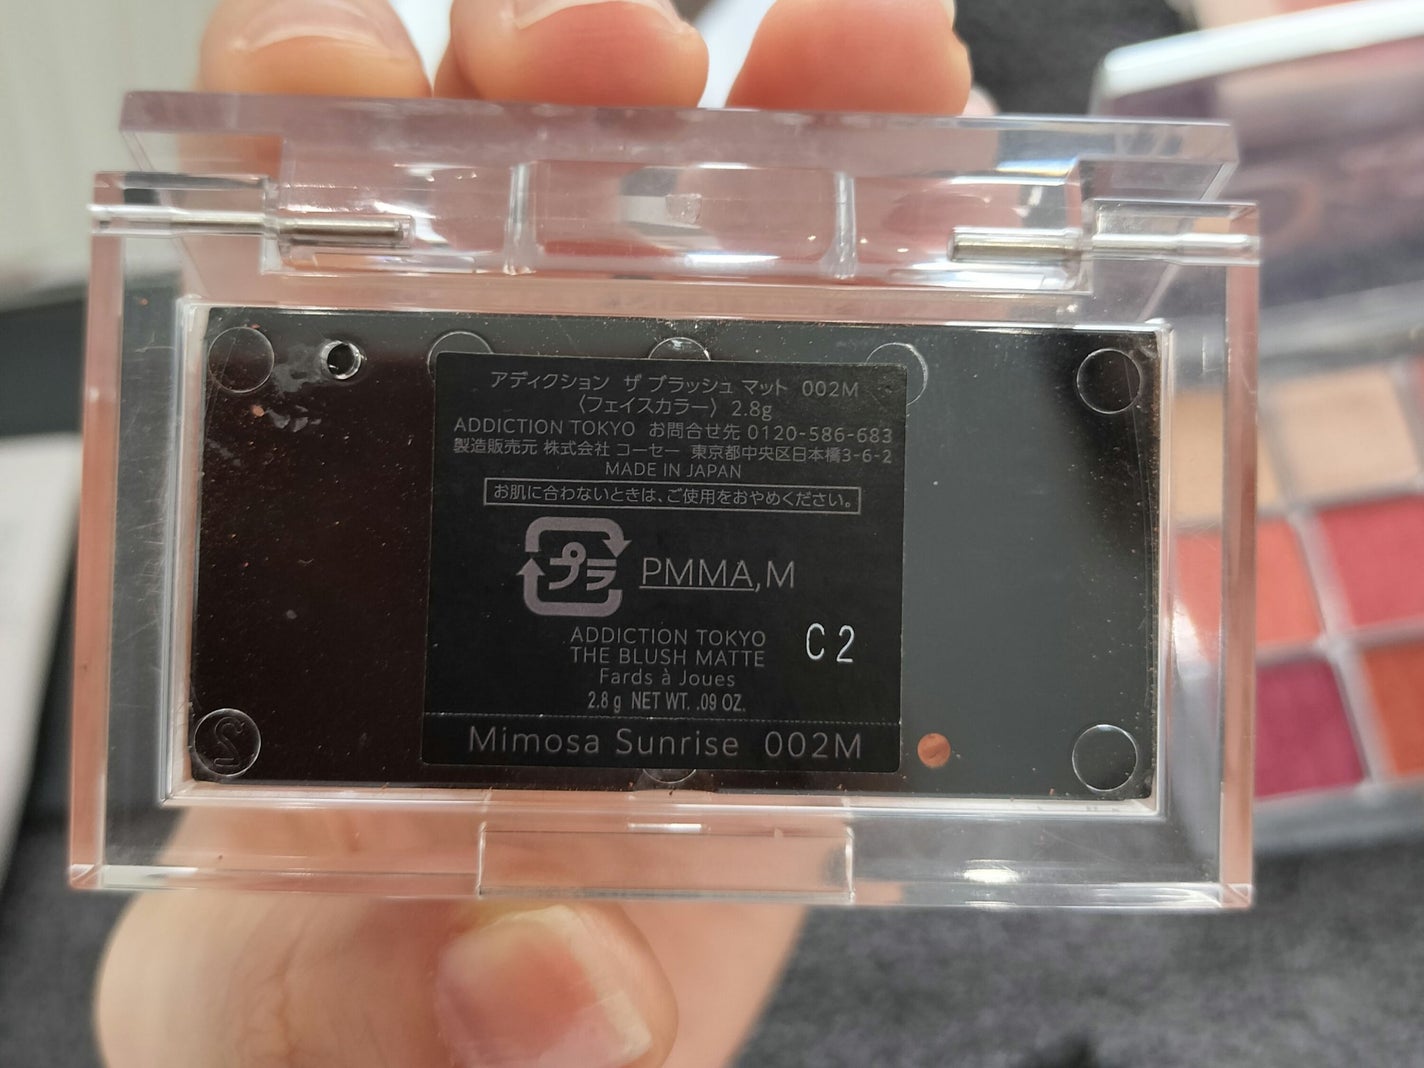 アディクション ザ ブラッシュ マット 002M
〈フェイスカラー〉 2.8g
ADDICTION TOKYO お問合せ先 0120-586-683
製造販売元 株式会社 コーセー 東京都中央区日本橋3-6-2
MADE IN JAPAN
お肌に合わないときは、ご使用をおやめください。
プラ PMMA,M
C2
ADDICTION TOKYO
THE BLUSH MATTE
Fards à Joues
2.8 g NET WT. .09 OZ.
Mimosa Sunrise 002M
2